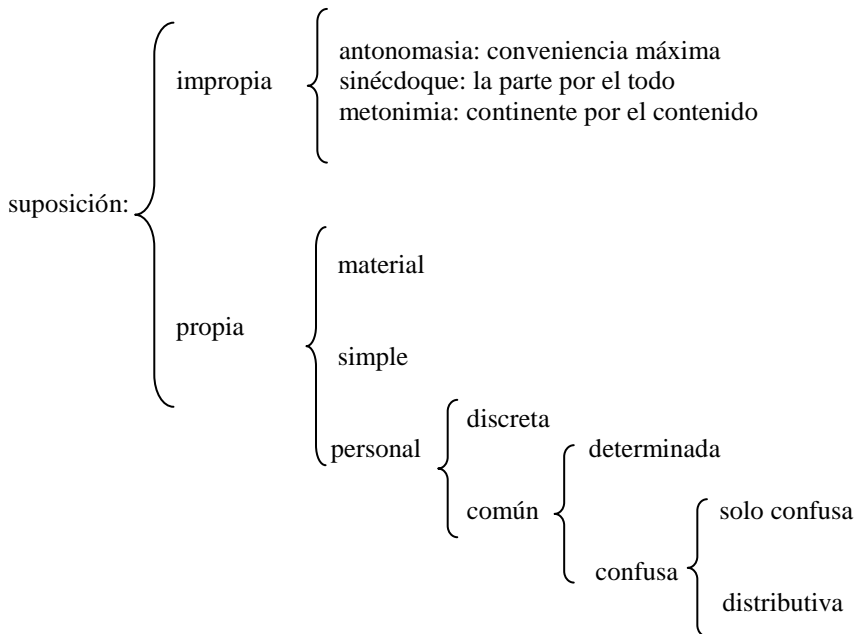 antonomasia: conveniencia máxima
impropia
sinécdoque: la parte por el todo
metonimia: continente por el contenido
suposición:
material
propia
simple
discreta
personal
determinada
común
solo confusa
confusa
distributiva